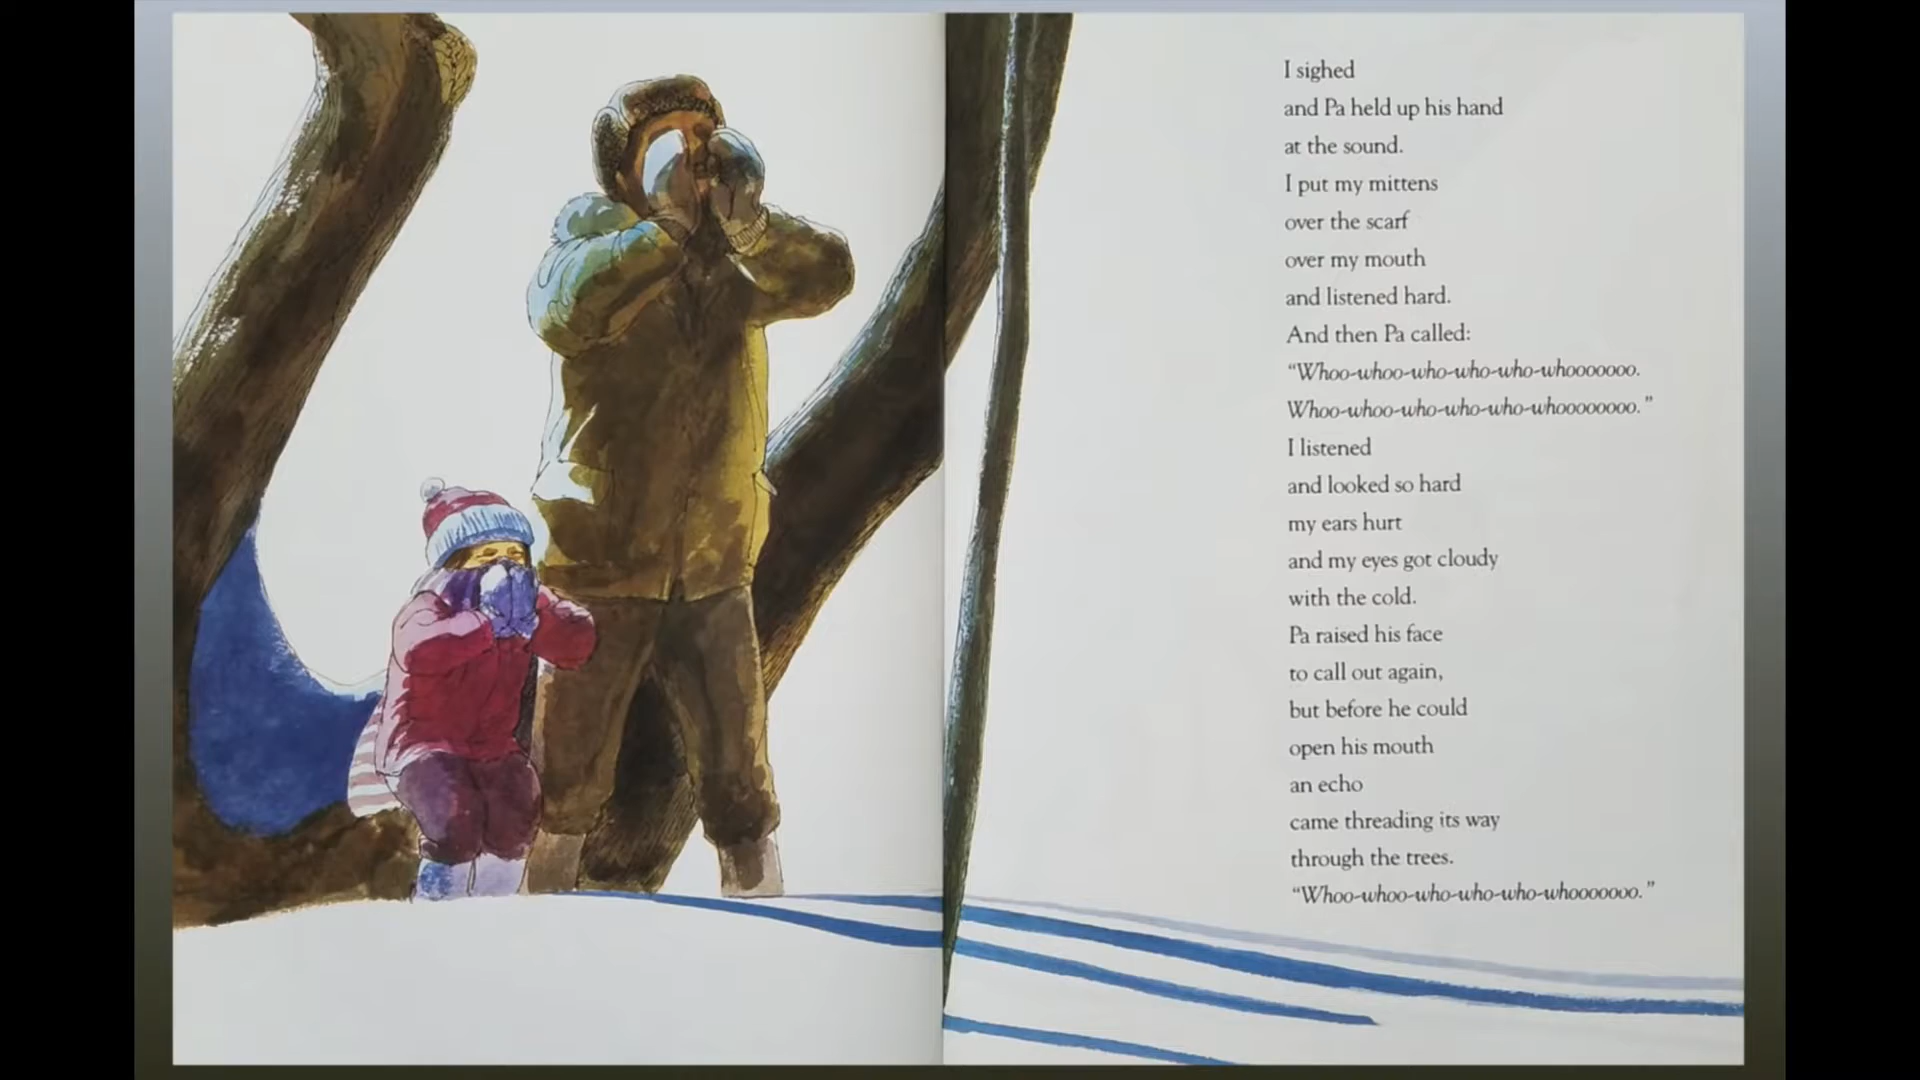 I sighed
and Pa held up his hand
at the sound.
I put my mittens
over the scarf
over my mouth
and listened hard.
And then Pa called:
“Whoo-whoo-who-who-who-whooooooo.
Whoo-whoo-who-who-who-whoooooooo.”
I listened
and looked so hard
my ears hurt
and my eyes got cloudy
with the cold.
Pa raised his face
to call out again,
but before he could
open his mouth
an echo
came threading its way
through the trees.
“Whoo-whoo-who-who-who-whooooooo.”